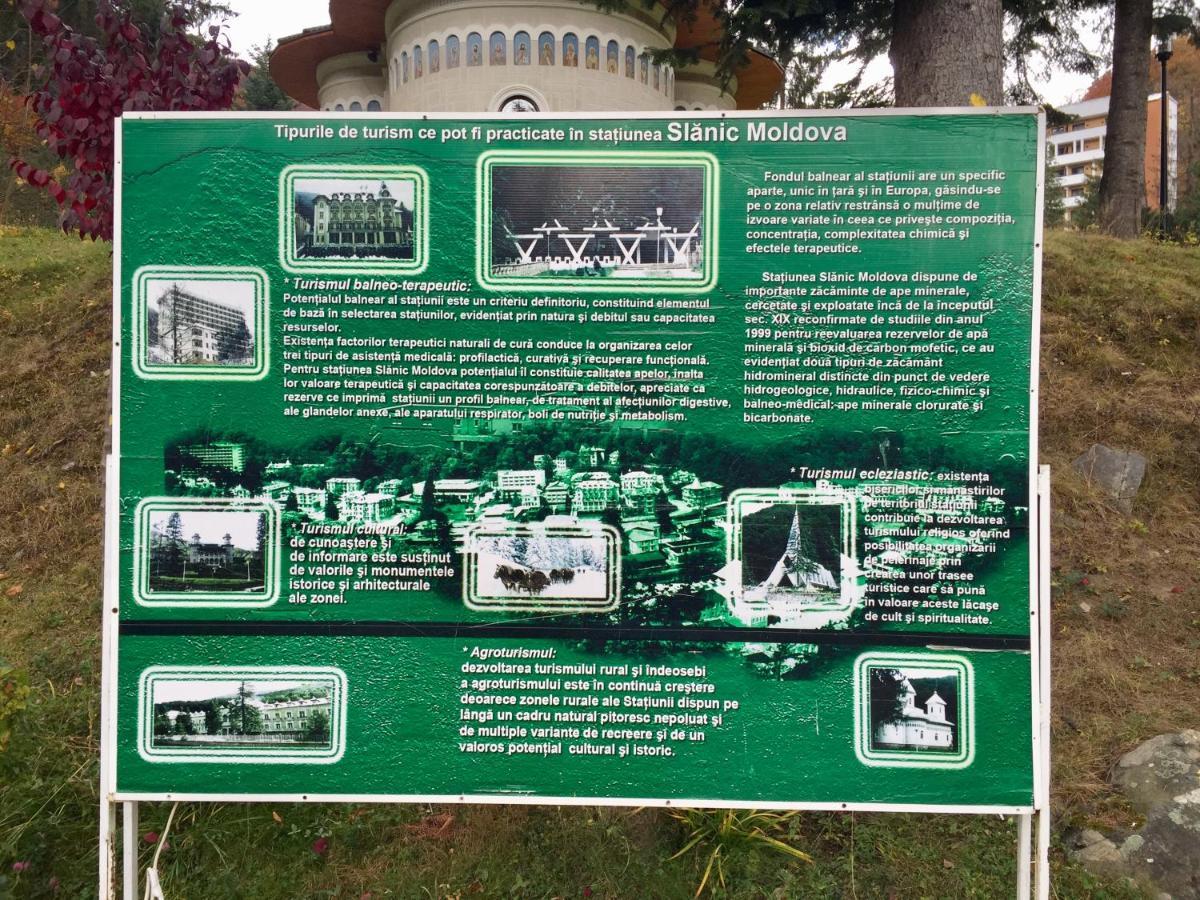 Tipurile de turism ce pot fi practicate în stațiunea Slănic Moldova
* Turismul balneo-terapeutic:
Potențialul balnear al stațiunii este un criteriu definitoriu, constituind elementul
de bază în selectarea stațiunilor, evidențiat prin natura și debitul sau capacitatea
resurselor.
Existența factorilor terapeutici naturali de cură conduce la organizarea celor
trei tipuri de asistență medicală: profilactică, curativă și recuperare funcțională.
Pentru stațiunea Slănic Moldova potențialul îl constituie calitatea apelor, inalta
lor valoare terapeutică și capacitatea corespunzătoare a debitelor, apreciate ca
rezerve ce imprimă stațiunii un profil balnear, de tratament al afecțiunilor digestive,
ale glandelor anexe, ale aparatului respirator, boli de nutriție și metabolism.
Fondul balnear al stațiunii are un specific
aparte, unic în țară și în Europa, găsindu-se
pe o zona relativ restrânsă o mulțime de
izvoare variate în ceea ce privește compoziția,
concentrația, complexitatea chimică și
efectele terapeutice.
Stațiunea Slănic Moldova dispune de
importante zăcăminte de ape minerale,
cercetate și exploatate încă de la începutul
sec. XIX reconfirmate de studiile din anul
1999 pentru reevaluarea rezervelor de apă
minerală și bioxid de carbon mofetic, ce au
evidențiat două tipuri de zăcământ
hidromineral distincte din punct de vedere
hidrogeologic, hidraulice, fizico-chimic și
balneo-medical: ape minerale clorurate și
bicarbonate.
* Turismul cultural:
de cunoaștere și
de informare este susținut
de valorile și monumentele
istorice și arhitecturale
ale zonei.
* Turismul ecleziastic: existența
bisericilor și mănăstirilor
pe teritoriul stațiunii
contribuie la dezvoltarea
turismului religios oferind
posibilitatea organizării
de pelerinaje prin
crearea unor trasee
turistice care să pună
în valoare aceste lăcașe
de cult și spiritualitate.
* Agroturismul:
dezvoltarea turismului rural și îndeosebi
a agroturismului este în continuă creștere
deoarece zonele rurale ale Stațiunii dispun pe
lângă un cadru natural pitoresc nepoluat și
de multiple variante de recreere și de un
valoros potențial cultural și istoric.